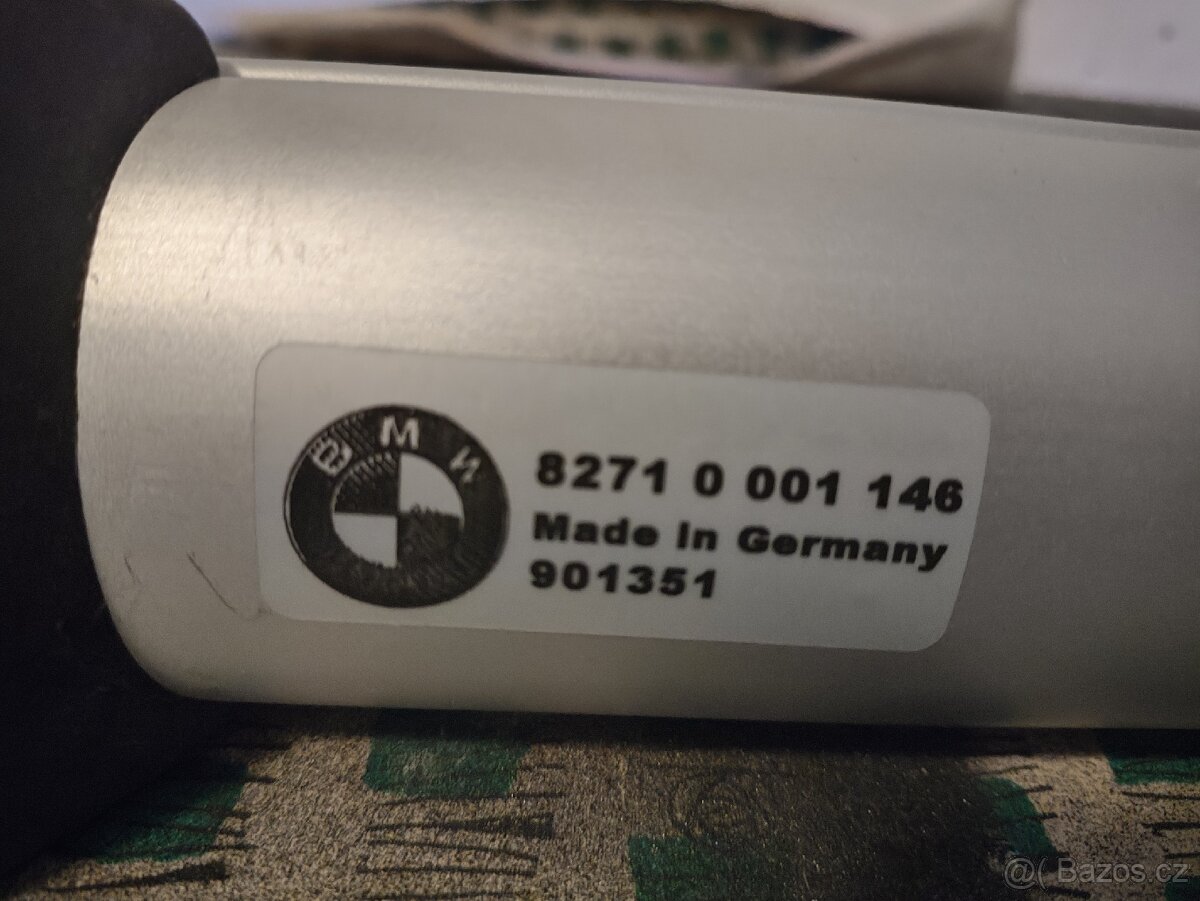 BMW
8271 0 001 146
Made in Germany
901351
@( Bazos.cz